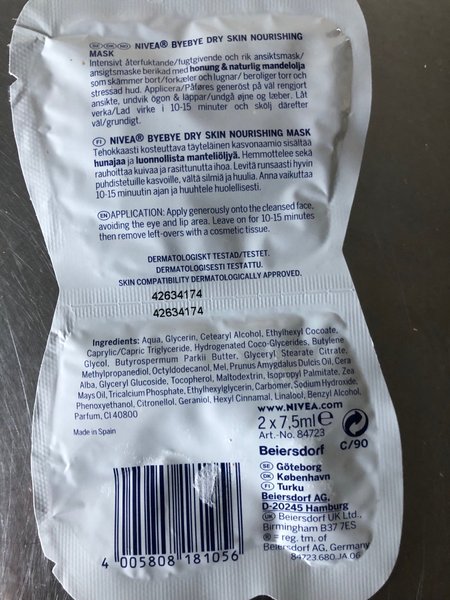 SE DK NO NIVEA® BYEBYE DRY SKIN NOURISHING
MASK
Intensivt återfuktande/fugtgivende och rik ansiktsmask/
ansigtsmaske berikad med honung & naturlig mandelolja
som skämmer bort/forkæler och lugnar/beroliger torr och
stressad hud. Applicera/Påføres generöst på väl rengjort
ansikte, undvik ögon & läppar/undgå øjne og læber. Låt
verka/Lad virke i 10-15 minuter och skölj därefter
väl/grundigt.
FI NIVEA® BYEBYE DRY SKIN NOURISHING MASK
Tehokkaasti kosteuttava täyteläinen kasvonaamio sisältää
hunajaa ja luonnollista manteliöljyä. Hemmottelee sekä
rauhoittaa kuivaa ja rasittunutta ihoa. Levitä runsaasti hyvin
puhdistetuille kasvoille, vältä silmiä ja huulia. Anna vaikuttaa
10-15 minuutin ajan ja huuhtele huolellisesti.
EN APPLICATION: Apply generously onto the cleansed face,
avoiding the eye and lip area. Leave on for 10-15 minutes
then remove left-overs with a cosmetic tissue.
DERMATOLOGISKT TESTAD/TESTET.
DERMATOLOGISESTI TESTATTU.
SKIN COMPATIBILITY DERMATOLOGICALLY APPROVED.
42634174
42634174
Ingredients: Aqua, Glycerin, Cetearyl Alcohol, Ethylhexyl Cocoate,
Caprylic/Capric Triglyceride, Hydrogenated Coco-Glycerides, Butylene
Glycol, Butyrospermum Parkii Butter, Glyceryl Stearate Citrate,
Methylpropanediol, Octyldodecanol, Mel, Prunus Amygdalus Dulcis Oil, Cera
Alba, Glyceryl Glucoside, Tocopherol, Maltodextrin, Isopropyl Palmitate, Zea
Mays Oil, Tricalcium Phosphate, Ethylhexylglycerin, Carbomer, Sodium Hydroxide,
Phenoxyethanol, Citronellol, Geraniol, Hexyl Cinnamal, Linalool, Benzyl Alcohol,
Parfum, CI 40800
Made in Spain
www.NIVEA.com
2 x 7,5ml e
Art.-No. 84723
C/90
Beiersdorf
SE Göteborg
DK København
FI Turku
Beiersdorf AG,
D-20245 Hamburg
UK Beiersdorf UK Ltd.,
Birmingham B37 7ES
® = reg. tm. of
Beiersdorf AG, Germany
84723.680.JA 06
4 005808 181056